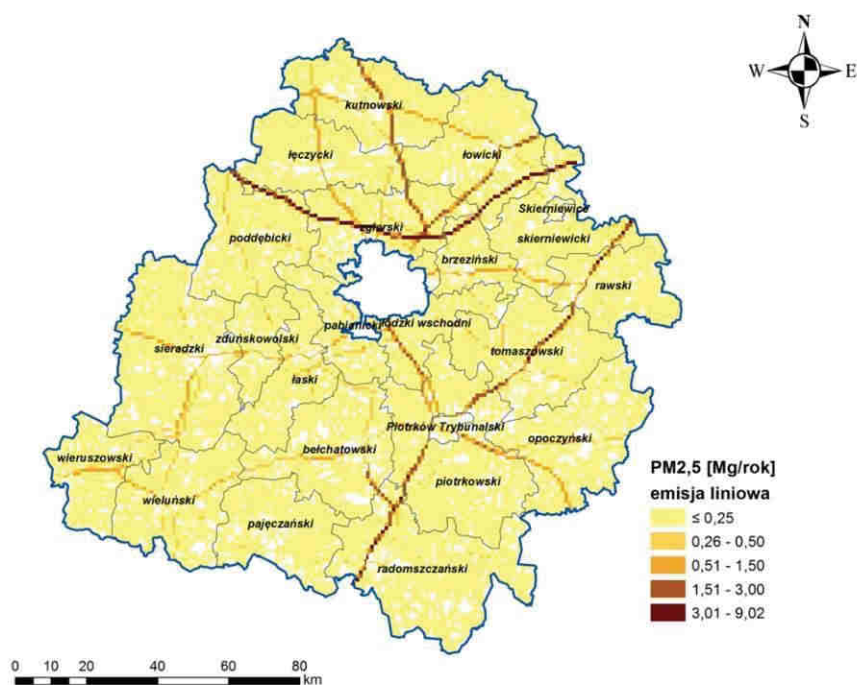 N
W E
S
kutnowski
łęczycki
łowicki
Skierniewice
zgierski
skierniewicki
poddębicki
brzeziński
rawski
pabianicki
łódzki wschodni
zduńskowolski
sieradzki
tomaszowski
łaski
Piotrków Trybunalski
opoczyński
bełchatowski
wieruszowski
piotrkowski
wieluński
pajęczański
radomszczański
PM2,5 [Mg/rok]
emisja liniowa
≤ 0,25
0,26 - 0,50
0,51 - 1,50
1,51 - 3,00
3,01 - 9,02
0 10 20 40 60 80
km